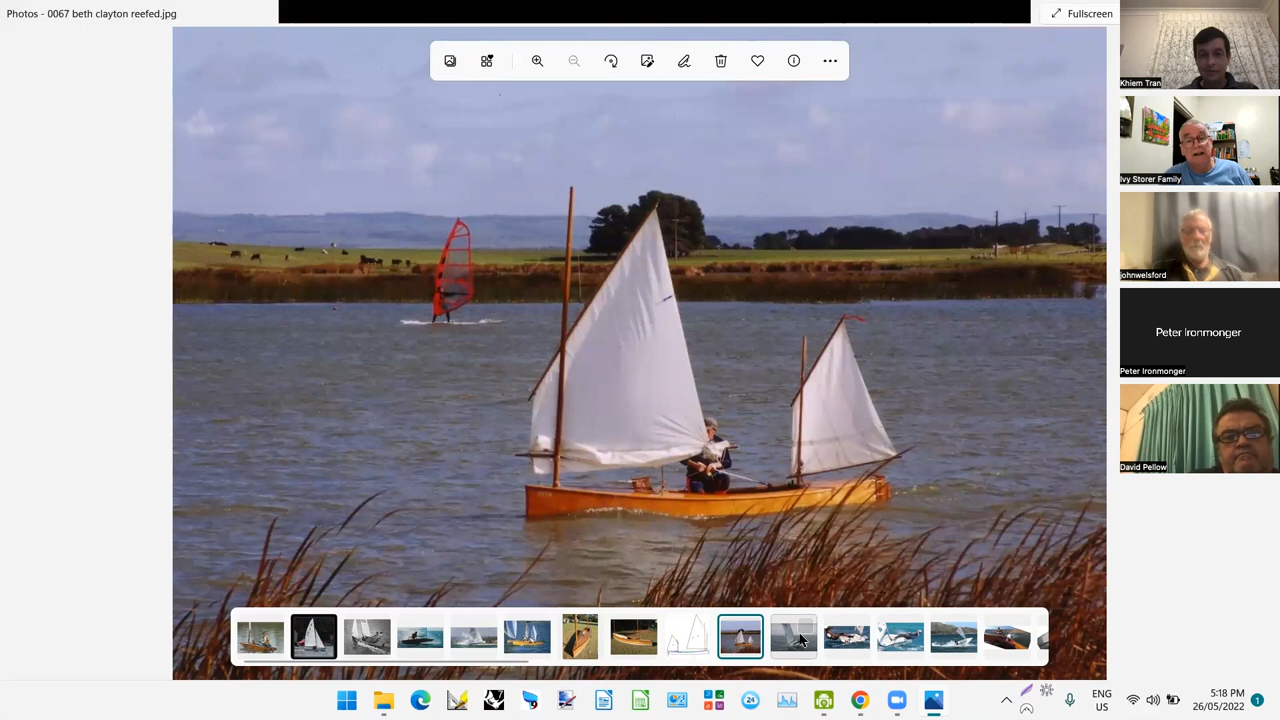 Photos - 0067 beth clayton reefed.jpg
Fullscreen
Khiem Tran
Ivy Storer Family
johnwelsford
Peter Ironmonger
Peter Ironmonger
David Pellow
24
ENG
US
5:18 PM
26/05/2022
1